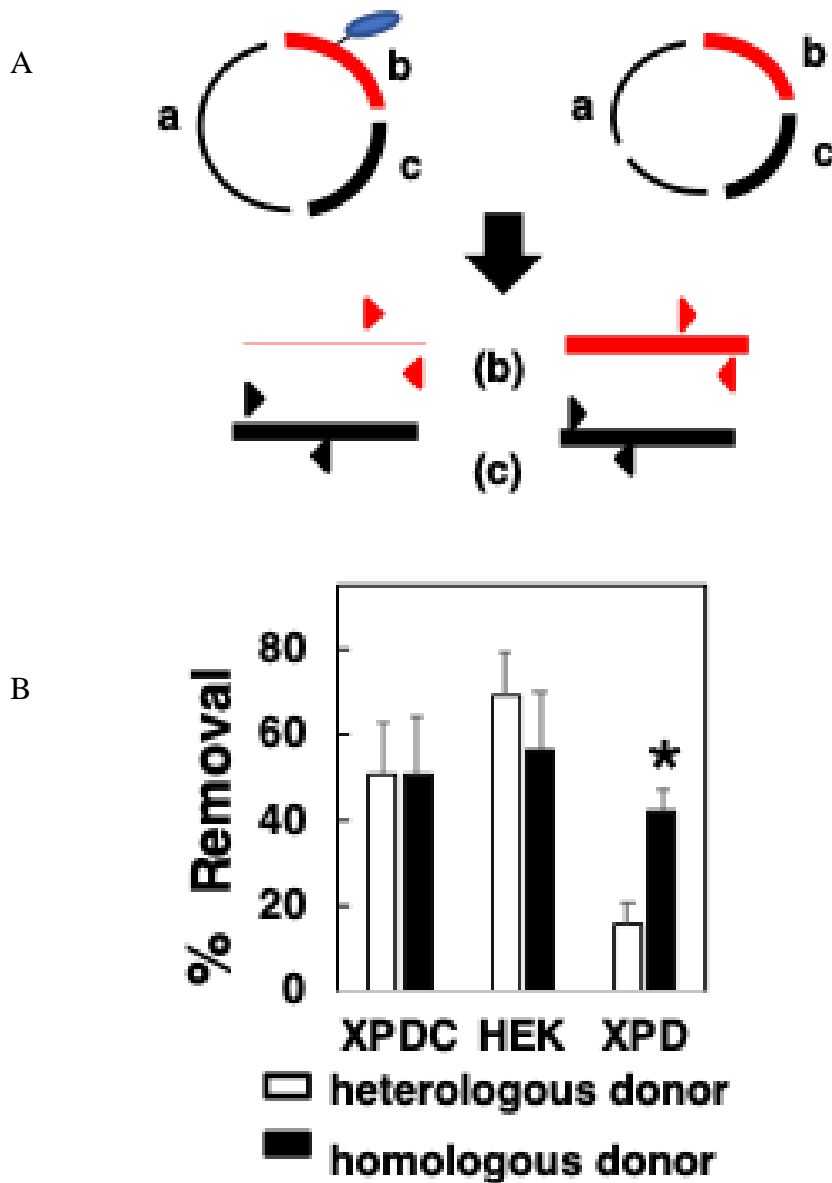 A
a
b
c
a
b
c
(b)
(c)
B
% Removal
80
60
40
20
0
*
XPDC HEK XPD
heterologous donor
homologous donor